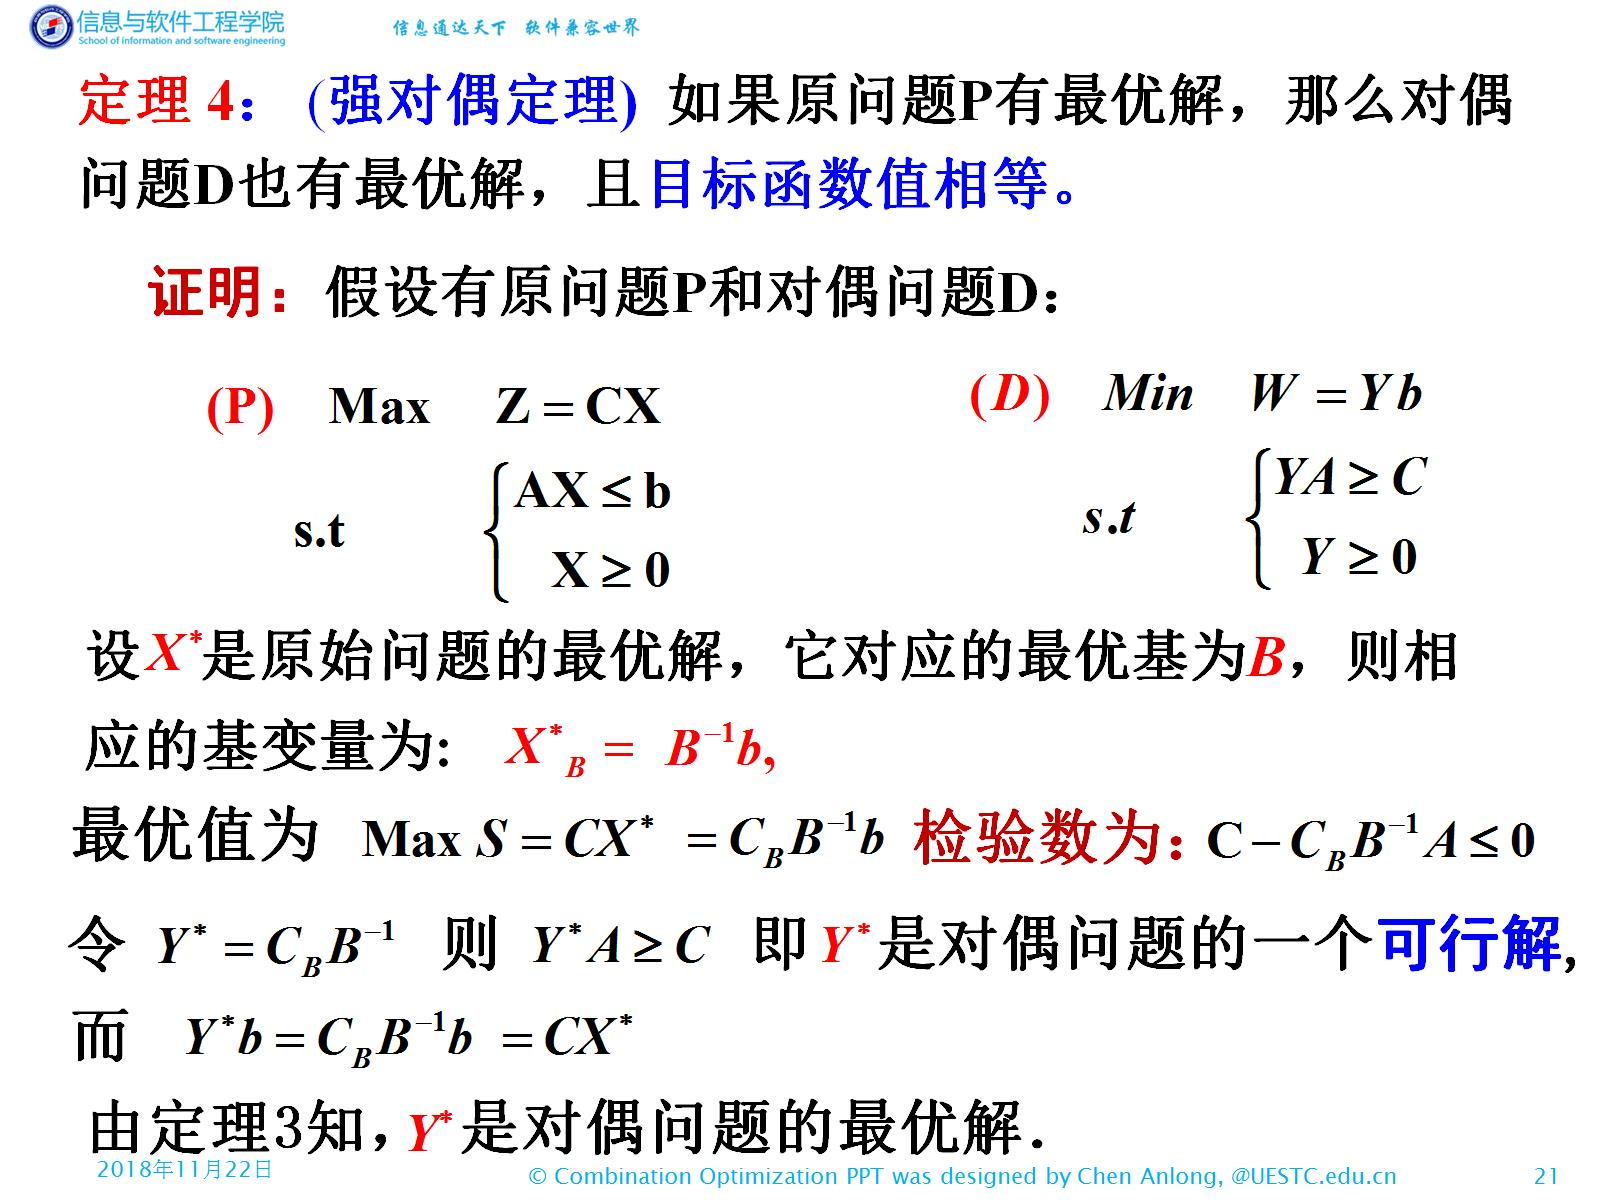 信息与软件工程学院
School of information and software engineering
信息通达天下 软件兼容世界
定理 4： (强对偶定理) 如果原问题P有最优解，那么对偶
问题D也有最优解，且目标函数值相等。
证明：假设有原问题P和对偶问题D：
(P) Max Z = CX
s.t { AX ≤ b
X ≥ 0
(D) Min W = Y b
s.t { YA ≥ C
Y ≥ 0
设X*是原始问题的最优解，它对应的最优基为B，则相
应的基变量为: X*_B = B⁻¹b,
最优值为 Max S = CX* = C_B B⁻¹b 检验数为：C − C_B B⁻¹ A ≤ 0
令 Y* = C_B B⁻¹ 则 Y* A ≥ C 即 Y* 是对偶问题的一个可行解,
而 Y*b = C_B B⁻¹b = CX*
由定理3知，Y* 是对偶问题的最优解.
2018年11月22日
© Combination Optimization PPT was designed by Chen Anlong, @UESTC.edu.cn
21